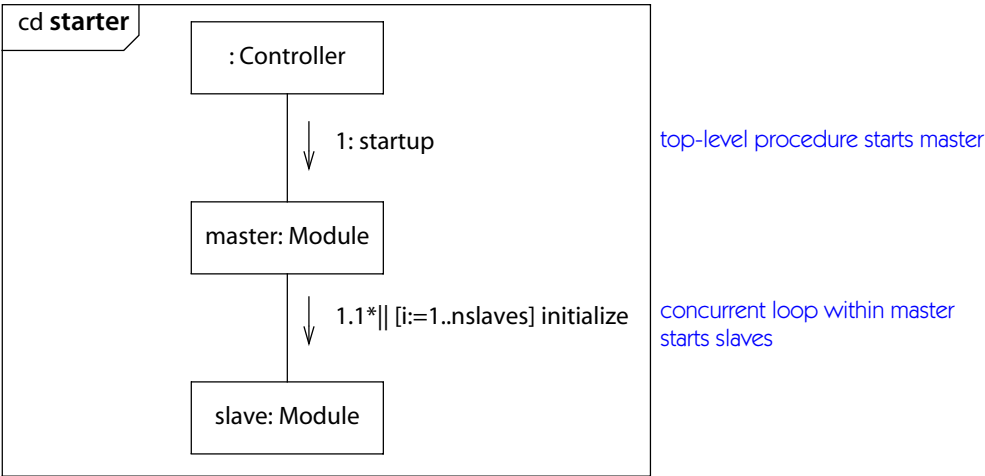 cd starter
: Controller
1: startup
top-level procedure starts master
master: Module
1.1*|| [i:=1..nslaves] initialize
concurrent loop within master
starts slaves
slave: Module